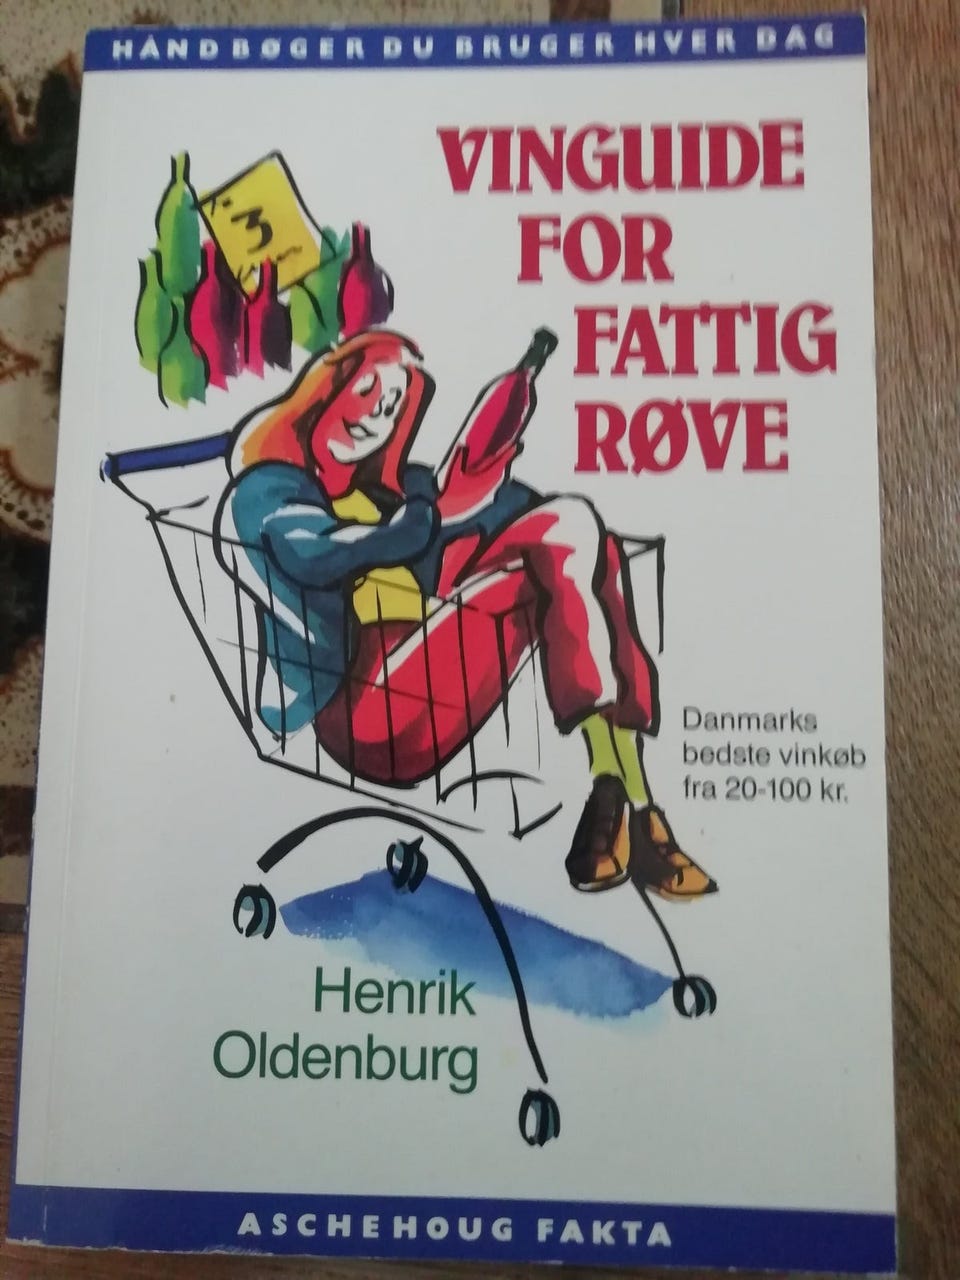 HÅNDBØGER DU BRUGER HVER DAG
VINGUIDE
FOR
FATTIG
RØVE
3
Danmarks
bedste vinkøb
fra 20-100 kr.
Henrik
Oldenburg
ASCHEHOUG FAKTA